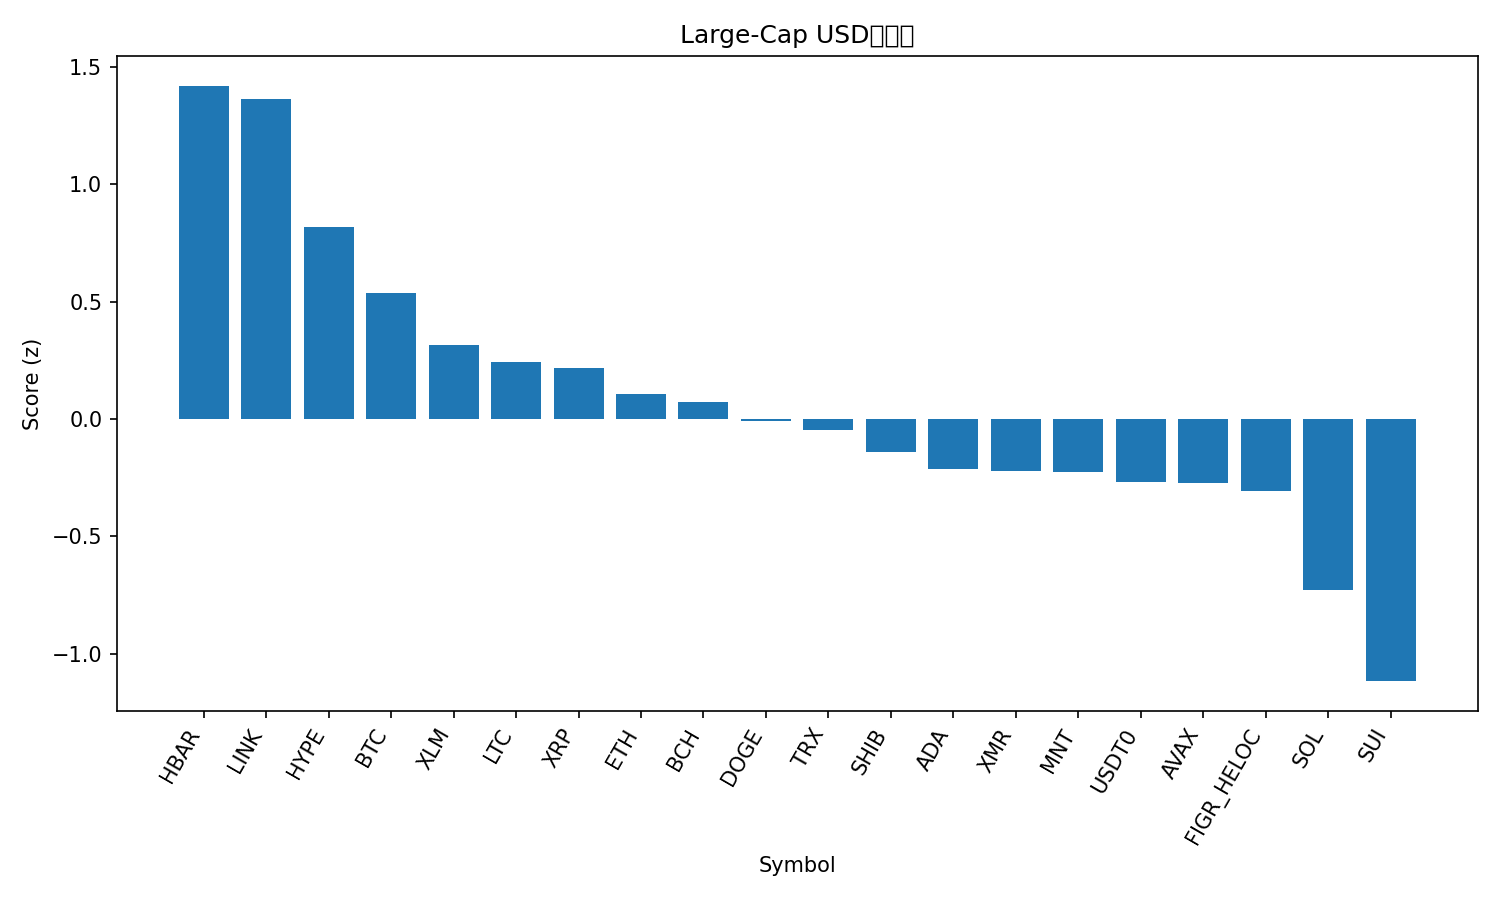 Large-Cap USD
1.5
1.0
0.5
0.0
−0.5
−1.0
Score (z)
HBAR
LINK
HYPE
BTC
XLM
LTC
XRP
ETH
BCH
DOGE
TRX
SHIB
ADA
XMR
MNT
USDT0
AVAX
FIGR_HELOC
SOL
SUI
Symbol